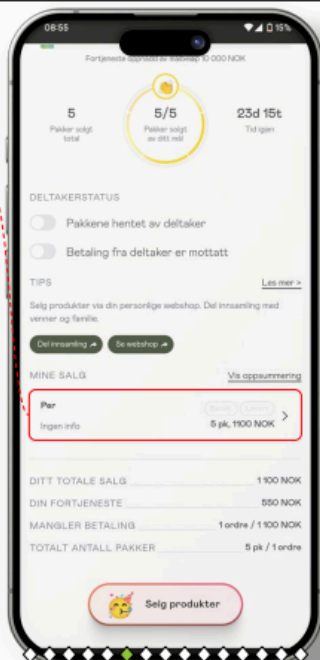 08:55
15%
Fortjeneste oppnådd av målbeløp 10 000 NOK
5
Pakker solgt
total
5/5
Pakker solgt
av ditt mål
23d 15t
Tid igjen
DELTAKERSTATUS
Pakkene hentet av deltaker
Betaling fra deltaker er mottatt
TIPS
Les mer >
Selg produkter via din personlige webshop. Del innsamling med
venner og familie.
Del innsamling
Se webshop
MINE SALG
Vis oppsummering
Per
Ingen info
5 pk, 1100 NOK
DITT TOTALE SALG
1 100 NOK
DIN FORTJENESTE
550 NOK
MANGLER BETALING
1 ordre / 1 100 NOK
TOTALT ANTALL PAKKER
5 pk / 1 ordre
Selg produkter